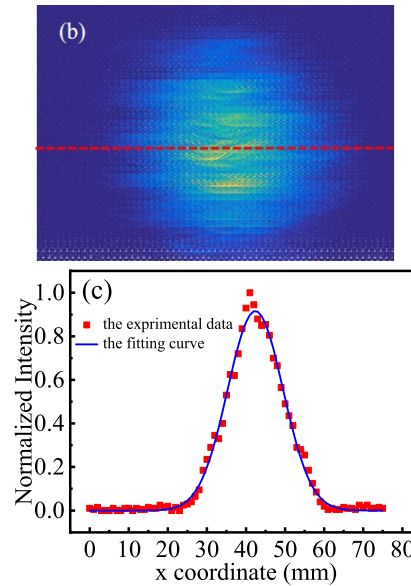 (b)
(c)
1.0
0.8
0.6
0.4
0.2
0.0
Normalized Intensity
the exprimental data
the fitting curve
0 10 20 30 40 50 60 70 80
x coordinate (mm)